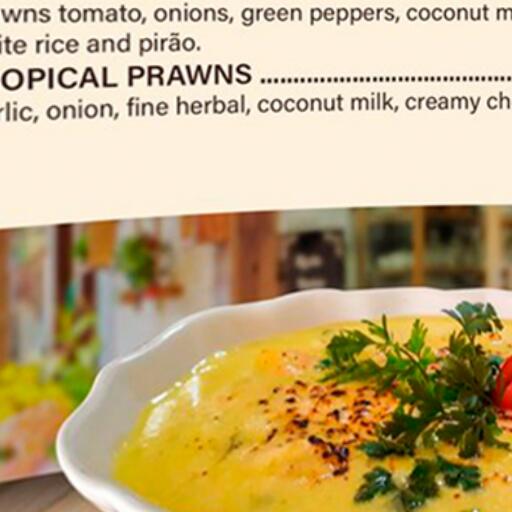 wns tomato, onions, green peppers, coconut m
ite rice and pirão.
OPICAL PRAWNS ................................
rlic, onion, fine herbal, coconut milk, creamy ch